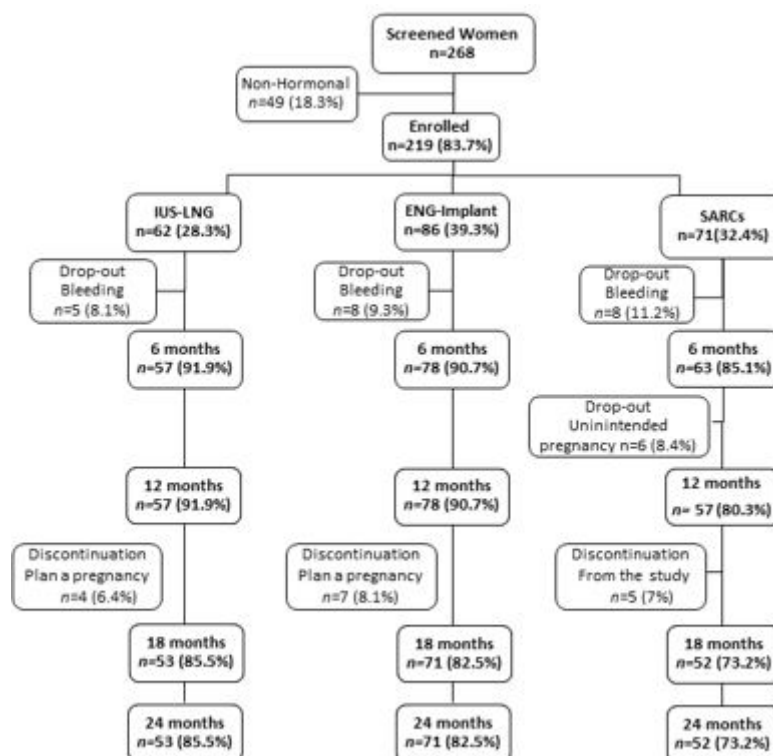 Screened Women
n=268
Non-Hormonal
n=49 (18.3%)
Enrolled
n=219 (83.7%)
IUS-LNG
n=62 (28.3%)
ENG-Implant
n=86 (39.3%)
SARCs
n=71(32.4%)
Drop-out
Bleeding
n=5 (8.1%)
Drop-out
Bleeding
n=8 (9.3%)
Drop-out
Bleeding
n=8 (11.2%)
6 months
n=57 (91.9%)
6 months
n=78 (90.7%)
6 months
n=63 (85.1%)
Drop-out
Uninintended
pregnancy n=6 (8.4%)
12 months
n=57 (91.9%)
12 months
n=78 (90.7%)
12 months
n= 57 (80.3%)
Discontinuation
Plan a pregnancy
n=4 (6.4%)
Discontinuation
Plan a pregnancy
n=7 (8.1%)
Discontinuation
From the study
n=5 (7%)
18 months
n=53 (85.5%)
18 months
n=71 (82.5%)
18 months
n=52 (73.2%)
24 months
n=53 (85.5%)
24 months
n=71 (82.5%)
24 months
n=52 (73.2%)